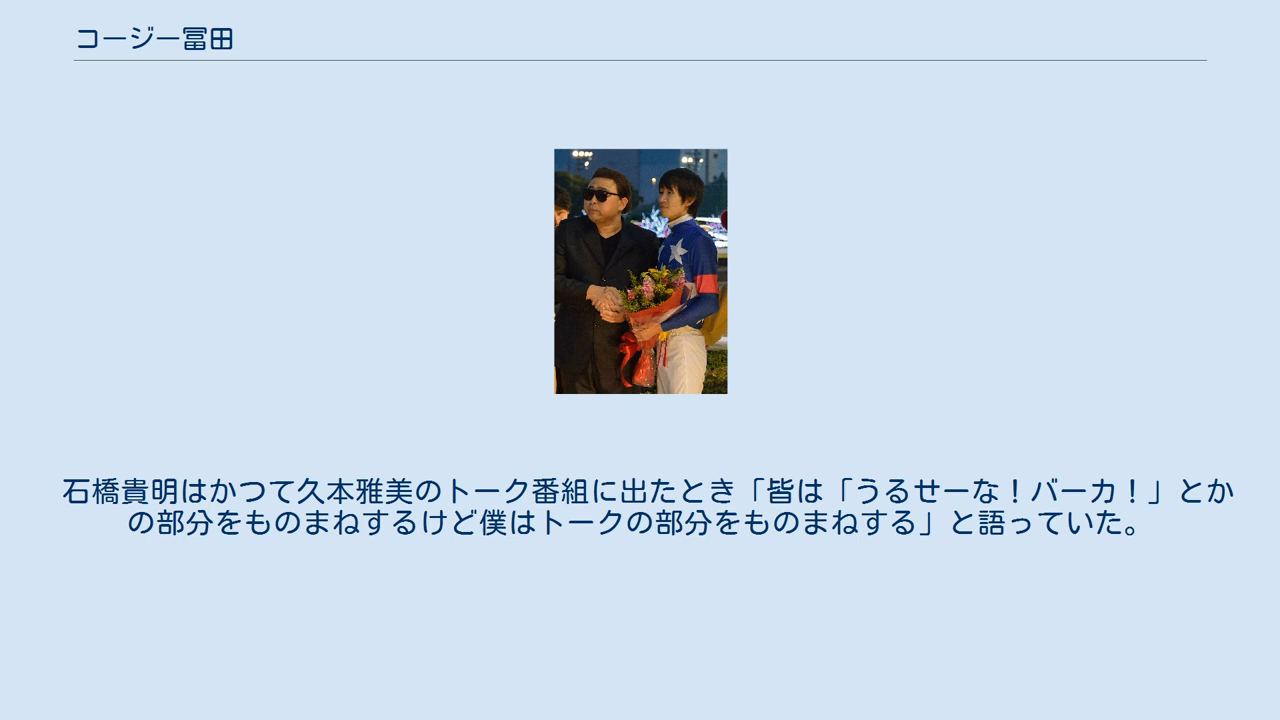 コージー冨田
石橋貴明はかつて久本雅美のトーク番組に出たとき「皆は「うるせーな！バーカ！」とか
の部分をものまねするけど僕はトークの部分をものまねする」と語っていた。